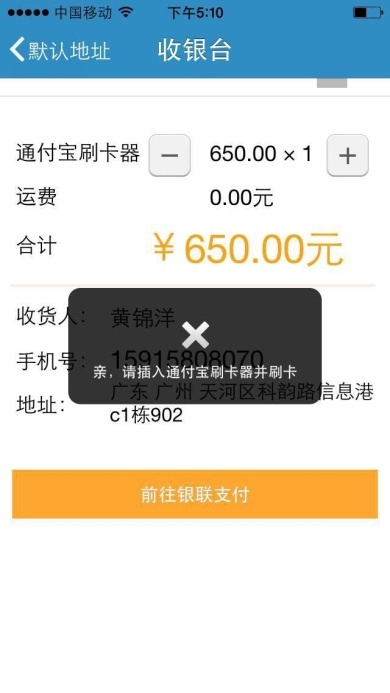 中国移动 下午5:10
默认地址 收银台
通付宝刷卡器 − 650.00 × 1 +
运费 0.00元
合计 ￥650.00元
收货人： 黄锦洋
手机号： 15915808070
亲，请插入通付宝刷卡器并刷卡
地址： 广东 广州 天河区科韵路信息港
c1栋902
前往银联支付